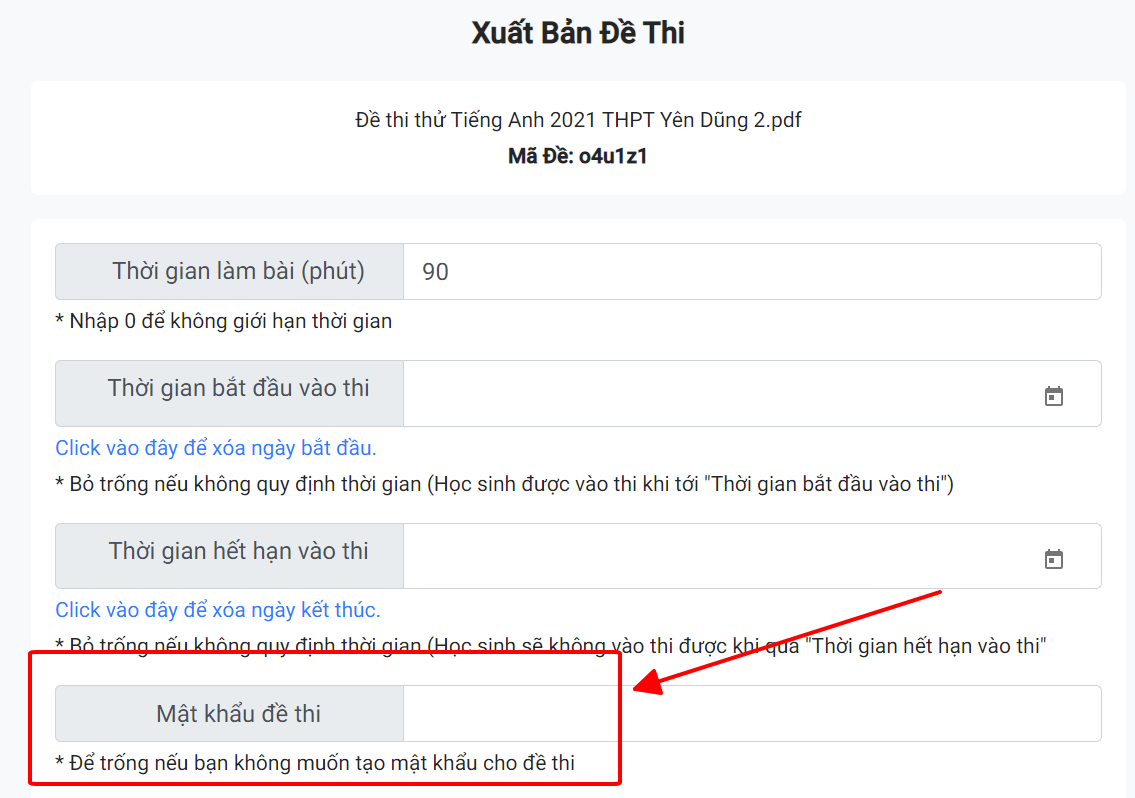 Xuất Bản Đề Thi
Đề thi thử Tiếng Anh 2021 THPT Yên Dũng 2.pdf
Mã Đề: o4u1z1
Thời gian làm bài (phút) 90
* Nhập 0 để không giới hạn thời gian
Thời gian bắt đầu vào thi
Click vào đây để xóa ngày bắt đầu.
* Bỏ trống nếu không quy định thời gian (Học sinh được vào thi khi tới "Thời gian bắt đầu vào thi")
Thời gian hết hạn vào thi
Click vào đây để xóa ngày kết thúc.
* Bỏ trống nếu không quy định thời gian (Học sinh sẽ không vào thi được khi quá "Thời gian hết hạn vào thi"
Mật khẩu đề thi
* Để trống nếu bạn không muốn tạo mật khẩu cho đề thi